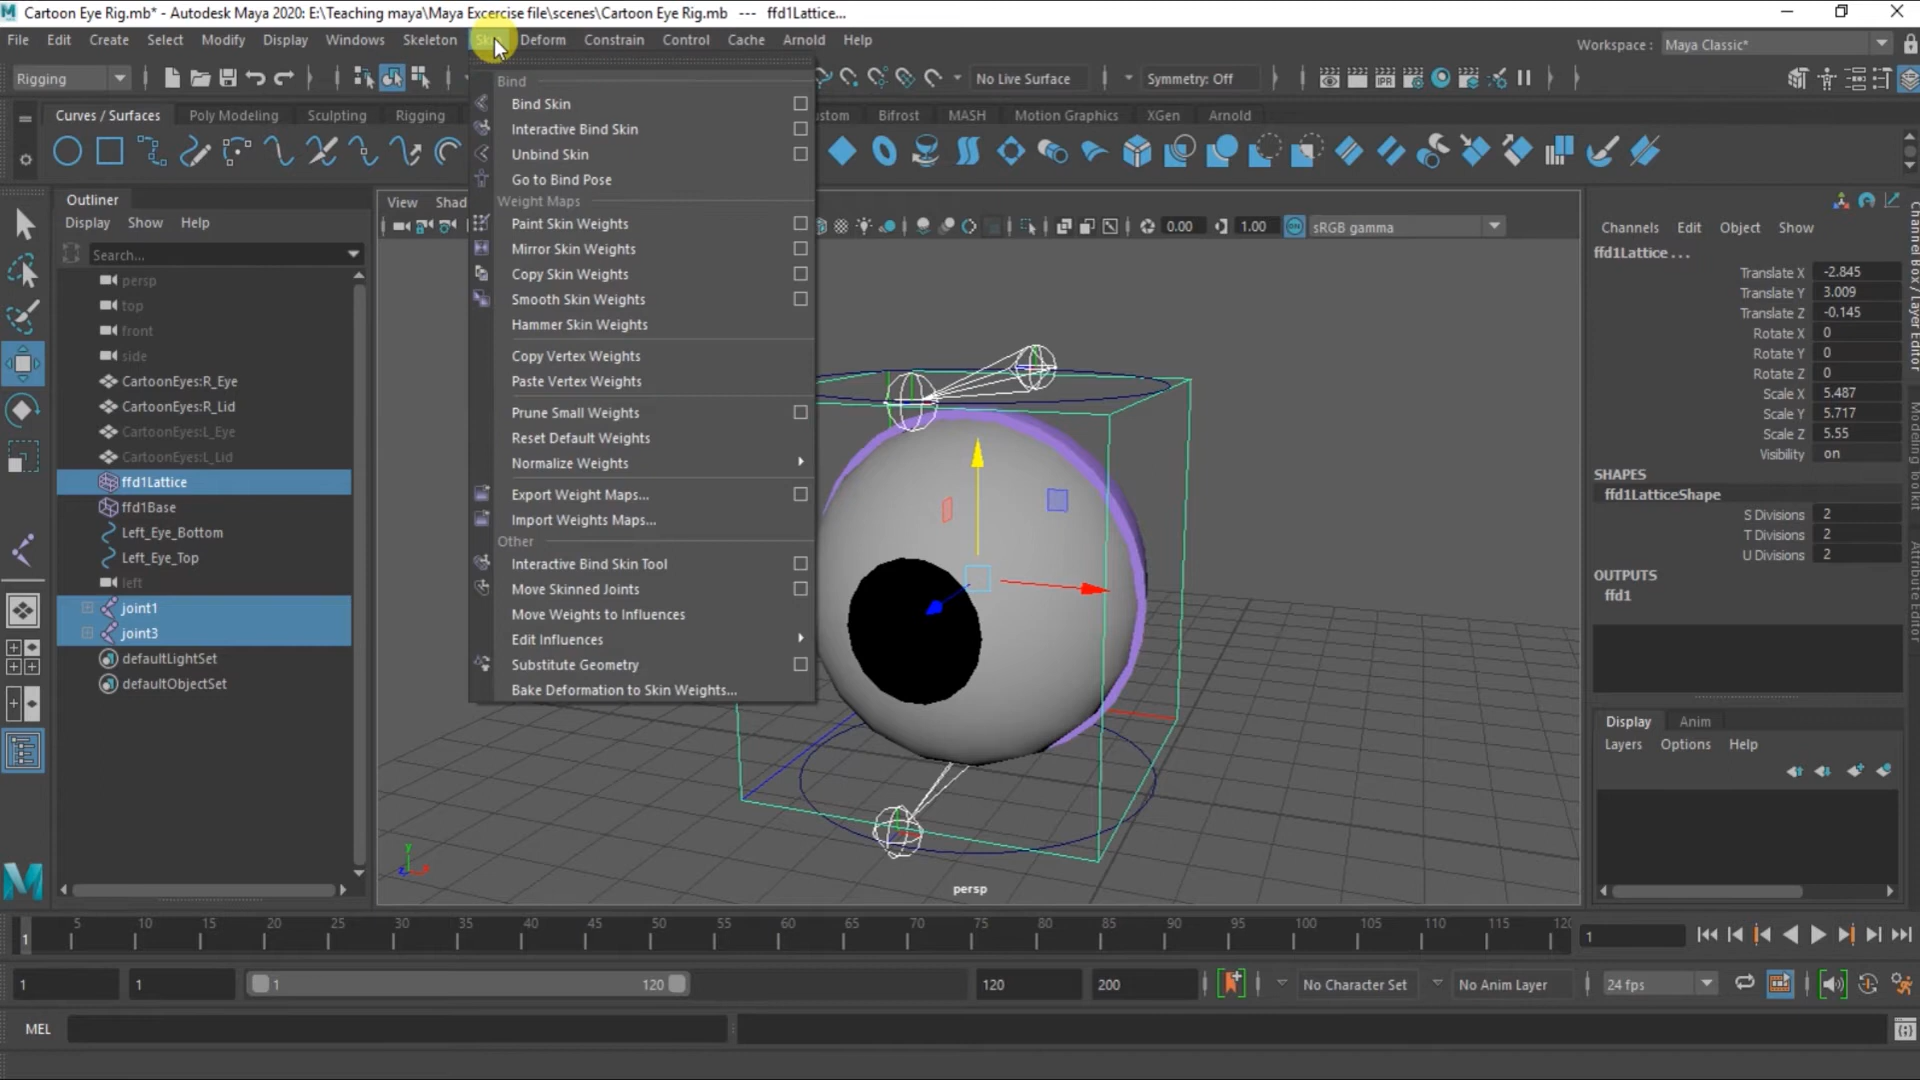 Cartoon Eye Rig.mb* - Autodesk Maya 2020: E:\Teaching maya\Maya Excercise file\scenes\Cartoon Eye Rig.mb --- ffd1Lattice...
File Edit Create Select Modify Display Windows Skeleton Deform Constrain Control Cache Arnold Help
Workspace : Maya Classic*
Rigging No Live Surface Symmetry: Off
Curves / Surfaces Poly Modeling Sculpting Rigging Bifrost MASH Motion Graphics XGen Arnold
Bind
Bind Skin
Interactive Bind Skin
Unbind Skin
Go to Bind Pose
Weight Maps
Paint Skin Weights
Mirror Skin Weights
Copy Skin Weights
Smooth Skin Weights
Hammer Skin Weights
Copy Vertex Weights
Paste Vertex Weights
Prune Small Weights
Reset Default Weights
Normalize Weights
Export Weight Maps...
Import Weights Maps...
Other
Interactive Bind Skin Tool
Move Skinned Joints
Move Weights to Influences
Edit Influences
Substitute Geometry
Bake Deformation to Skin Weights...
Outliner
Display Show Help
Search...
persp
top
front
side
CartoonEyes:R_Eye
CartoonEyes:R_Lid
CartoonEyes:L_Eye
CartoonEyes:L_Lid
ffd1Lattice
ffd1Base
Left_Eye_Bottom
Left_Eye_Top
left
joint1
joint3
defaultLightSet
defaultObjectSet
View Shad
0.00 1.00 ON sRGB gamma
persp
y
z
Channels Edit Object Show
ffd1Lattice . . .
Translate X -2.845
Translate Y 3.009
Translate Z -0.145
Rotate X 0
Rotate Y 0
Rotate Z 0
Scale X 5.487
Scale Y 5.717
Scale Z 5.55
Visibility on
SHAPES
ffd1LatticeShape
S Divisions 2
T Divisions 2
U Divisions 2
OUTPUTS
ffd1
Display Anim
Layers Options Help
Channel Box / Layer Editor
Modeling Toolkit
Attribute Editor
5 10 15 20 25 30 35 40 45 50 55 60 65 70 75 80 85 90 95 100 105 110 115 120
1 1
1 1 1 120 120 200 No Character Set No Anim Layer 24 fps
MEL